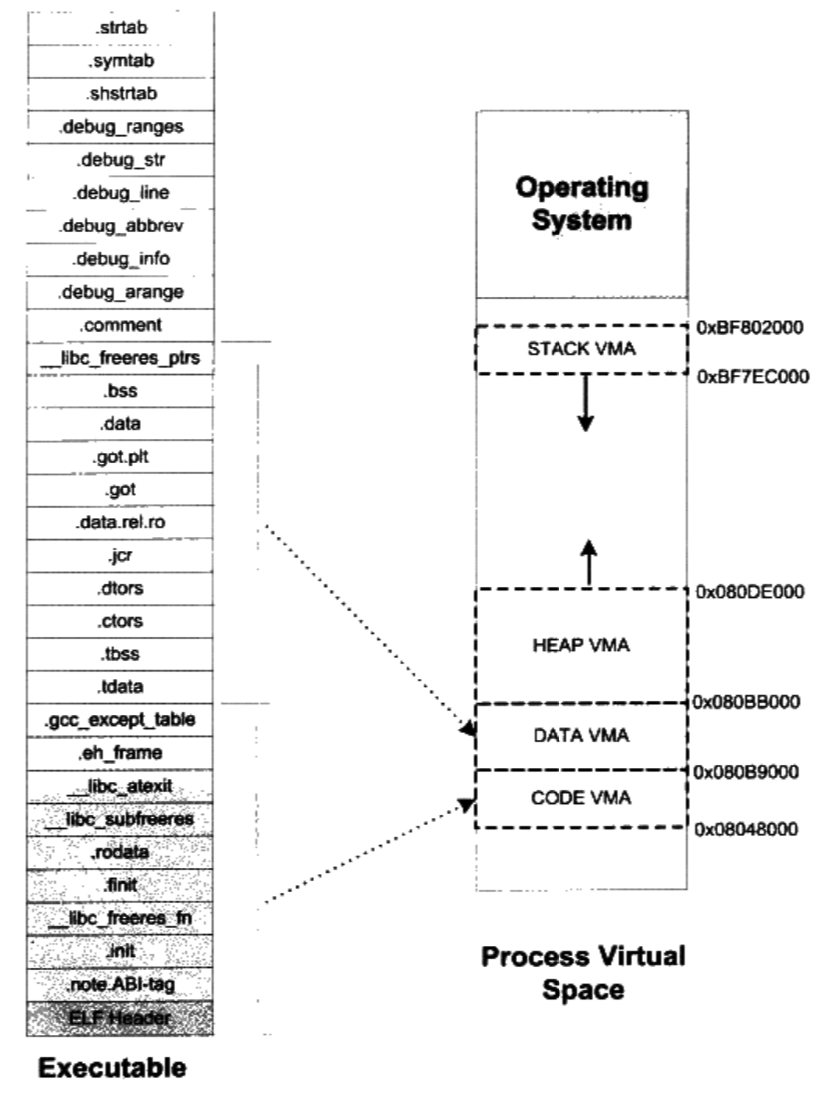 .strtab
.symtab
.shstrtab
.debug_ranges
.debug_str
.debug_line
.debug_abbrev
.debug_info
.debug_arange
.comment
__libc_freeres_ptrs
.bss
.data
.got.plt
.got
.data.rel.ro
.jcr
.dtors
.ctors
.tbss
.tdata
.gcc_except_table
.eh_frame
__libc_atexit
__libc_subfreeres
.rodata
.finit
__libc_freeres_fn
.init
.note.ABI-tag
ELF Header
Executable
Operating
System
0xBF802000
STACK VMA
0xBF7EC000
0x080DE000
HEAP VMA
0x080BB000
DATA VMA
0x080B9000
CODE VMA
0x08048000
Process Virtual
Space